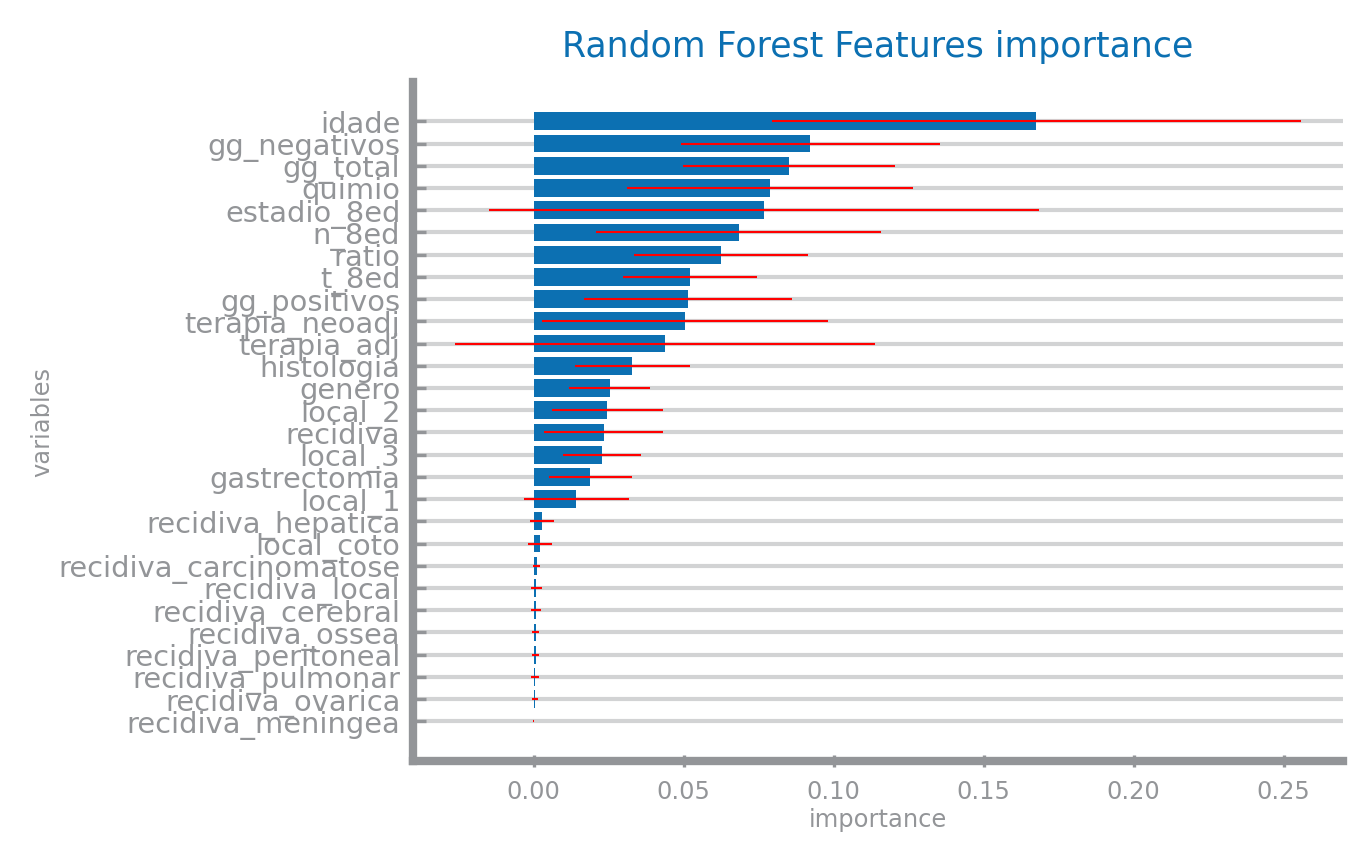 Random Forest Features importance
idade
gg_negativos
gg_total
quimio
estadio_8ed
n_8ed
ratio
t_8ed
gg_positivos
terapia_neoadj
terapia_adj
histologia
genero
local_2
recidiva
local_3
gastrectomia
local_1
recidiva_hepatica
local_coto
recidiva_carcinomatose
recidiva_local
recidiva_cerebral
recidiva_ossea
recidiva_peritoneal
recidiva_pulmonar
recidiva_ovarica
recidiva_meningea
variables
0.00 0.05 0.10 0.15 0.20 0.25
importance